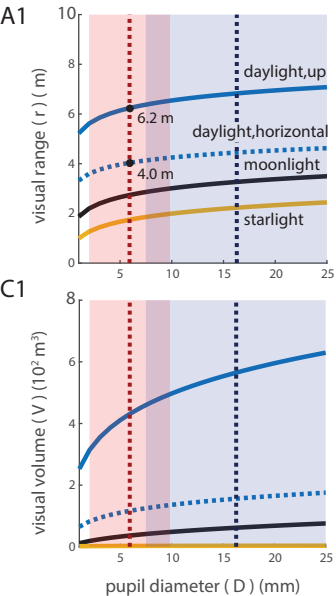 A1
visual range ( r ) ( m )
10
8
6
4
2
0
daylight,up
6.2 m
daylight,horizontal
4.0 m
moonlight
starlight
5
10
15
20
25
C1
visual volume ( V ) (10² m³)
8
6
4
2
0
5
10
15
20
25
pupil diameter ( D ) (mm)